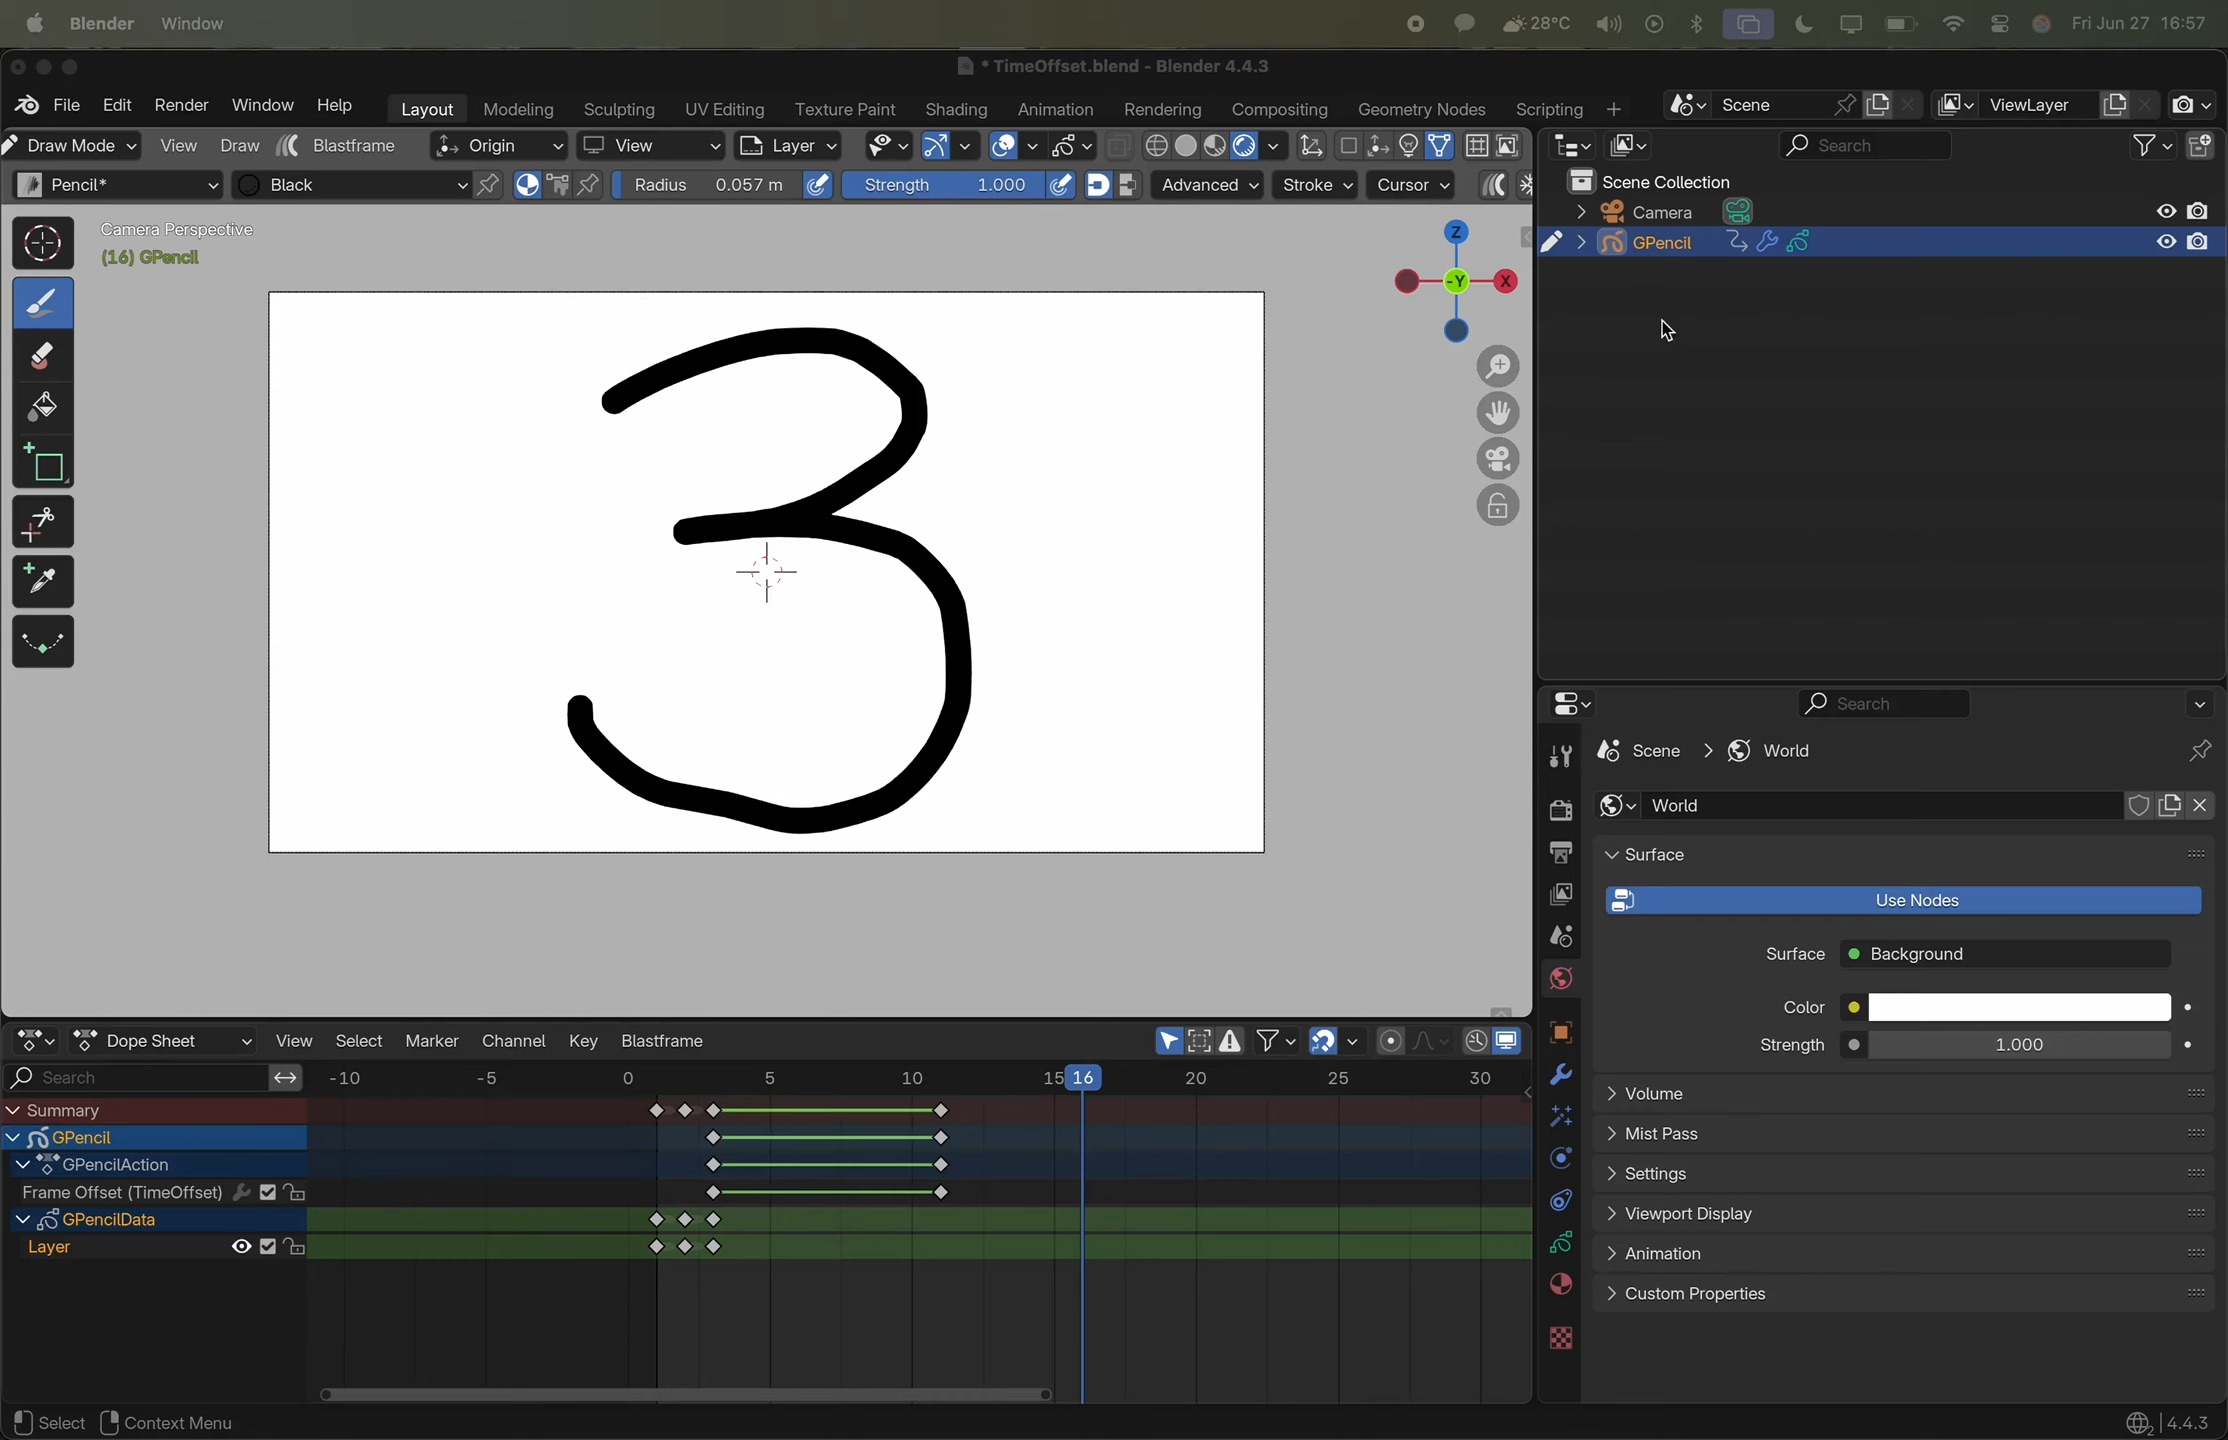 Blender Window 28°C Fri Jun 27 16:57
* TimeOffset.blend - Blender 4.4.3
File Edit Render Window Help Layout Modeling Sculpting UV Editing Texture Paint Shading Animation Rendering Compositing Geometry Nodes Scripting + Scene ViewLayer
Draw Mode View Draw Blastframe Origin View Layer
Pencil* Black Radius 0.057 m Strength 1.000 Advanced Stroke Cursor
Camera Perspective
(16) GPencil
Z
-Y X
3
Search
Scene Collection
Camera
GPencil
Search
Scene > World
World
Surface
Use Nodes
Surface Background
Color
Strength 1.000
Volume
Mist Pass
Settings
Viewport Display
Animation
Custom Properties
Dope Sheet View Select Marker Channel Key Blastframe
Search -10 -5 0 5 10 15 16 20 25 30
Summary
GPencil
GPencilAction
Frame Offset (TimeOffset)
GPencilData
Layer
Select Context Menu 2 4.4.3